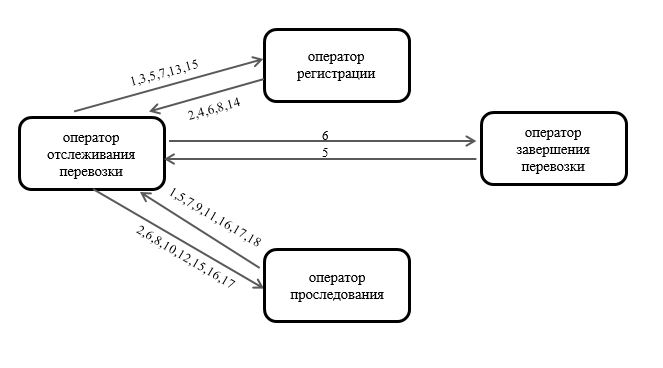 оператор
регистрации
1,3,5,7,13,15
2,4,6,8,14
оператор
отслеживания
перевозки
6
5
оператор
завершения
перевозки
1,5,7,9,11,16,17,18
2,6,8,10,12,15,16,17
оператор
проследования